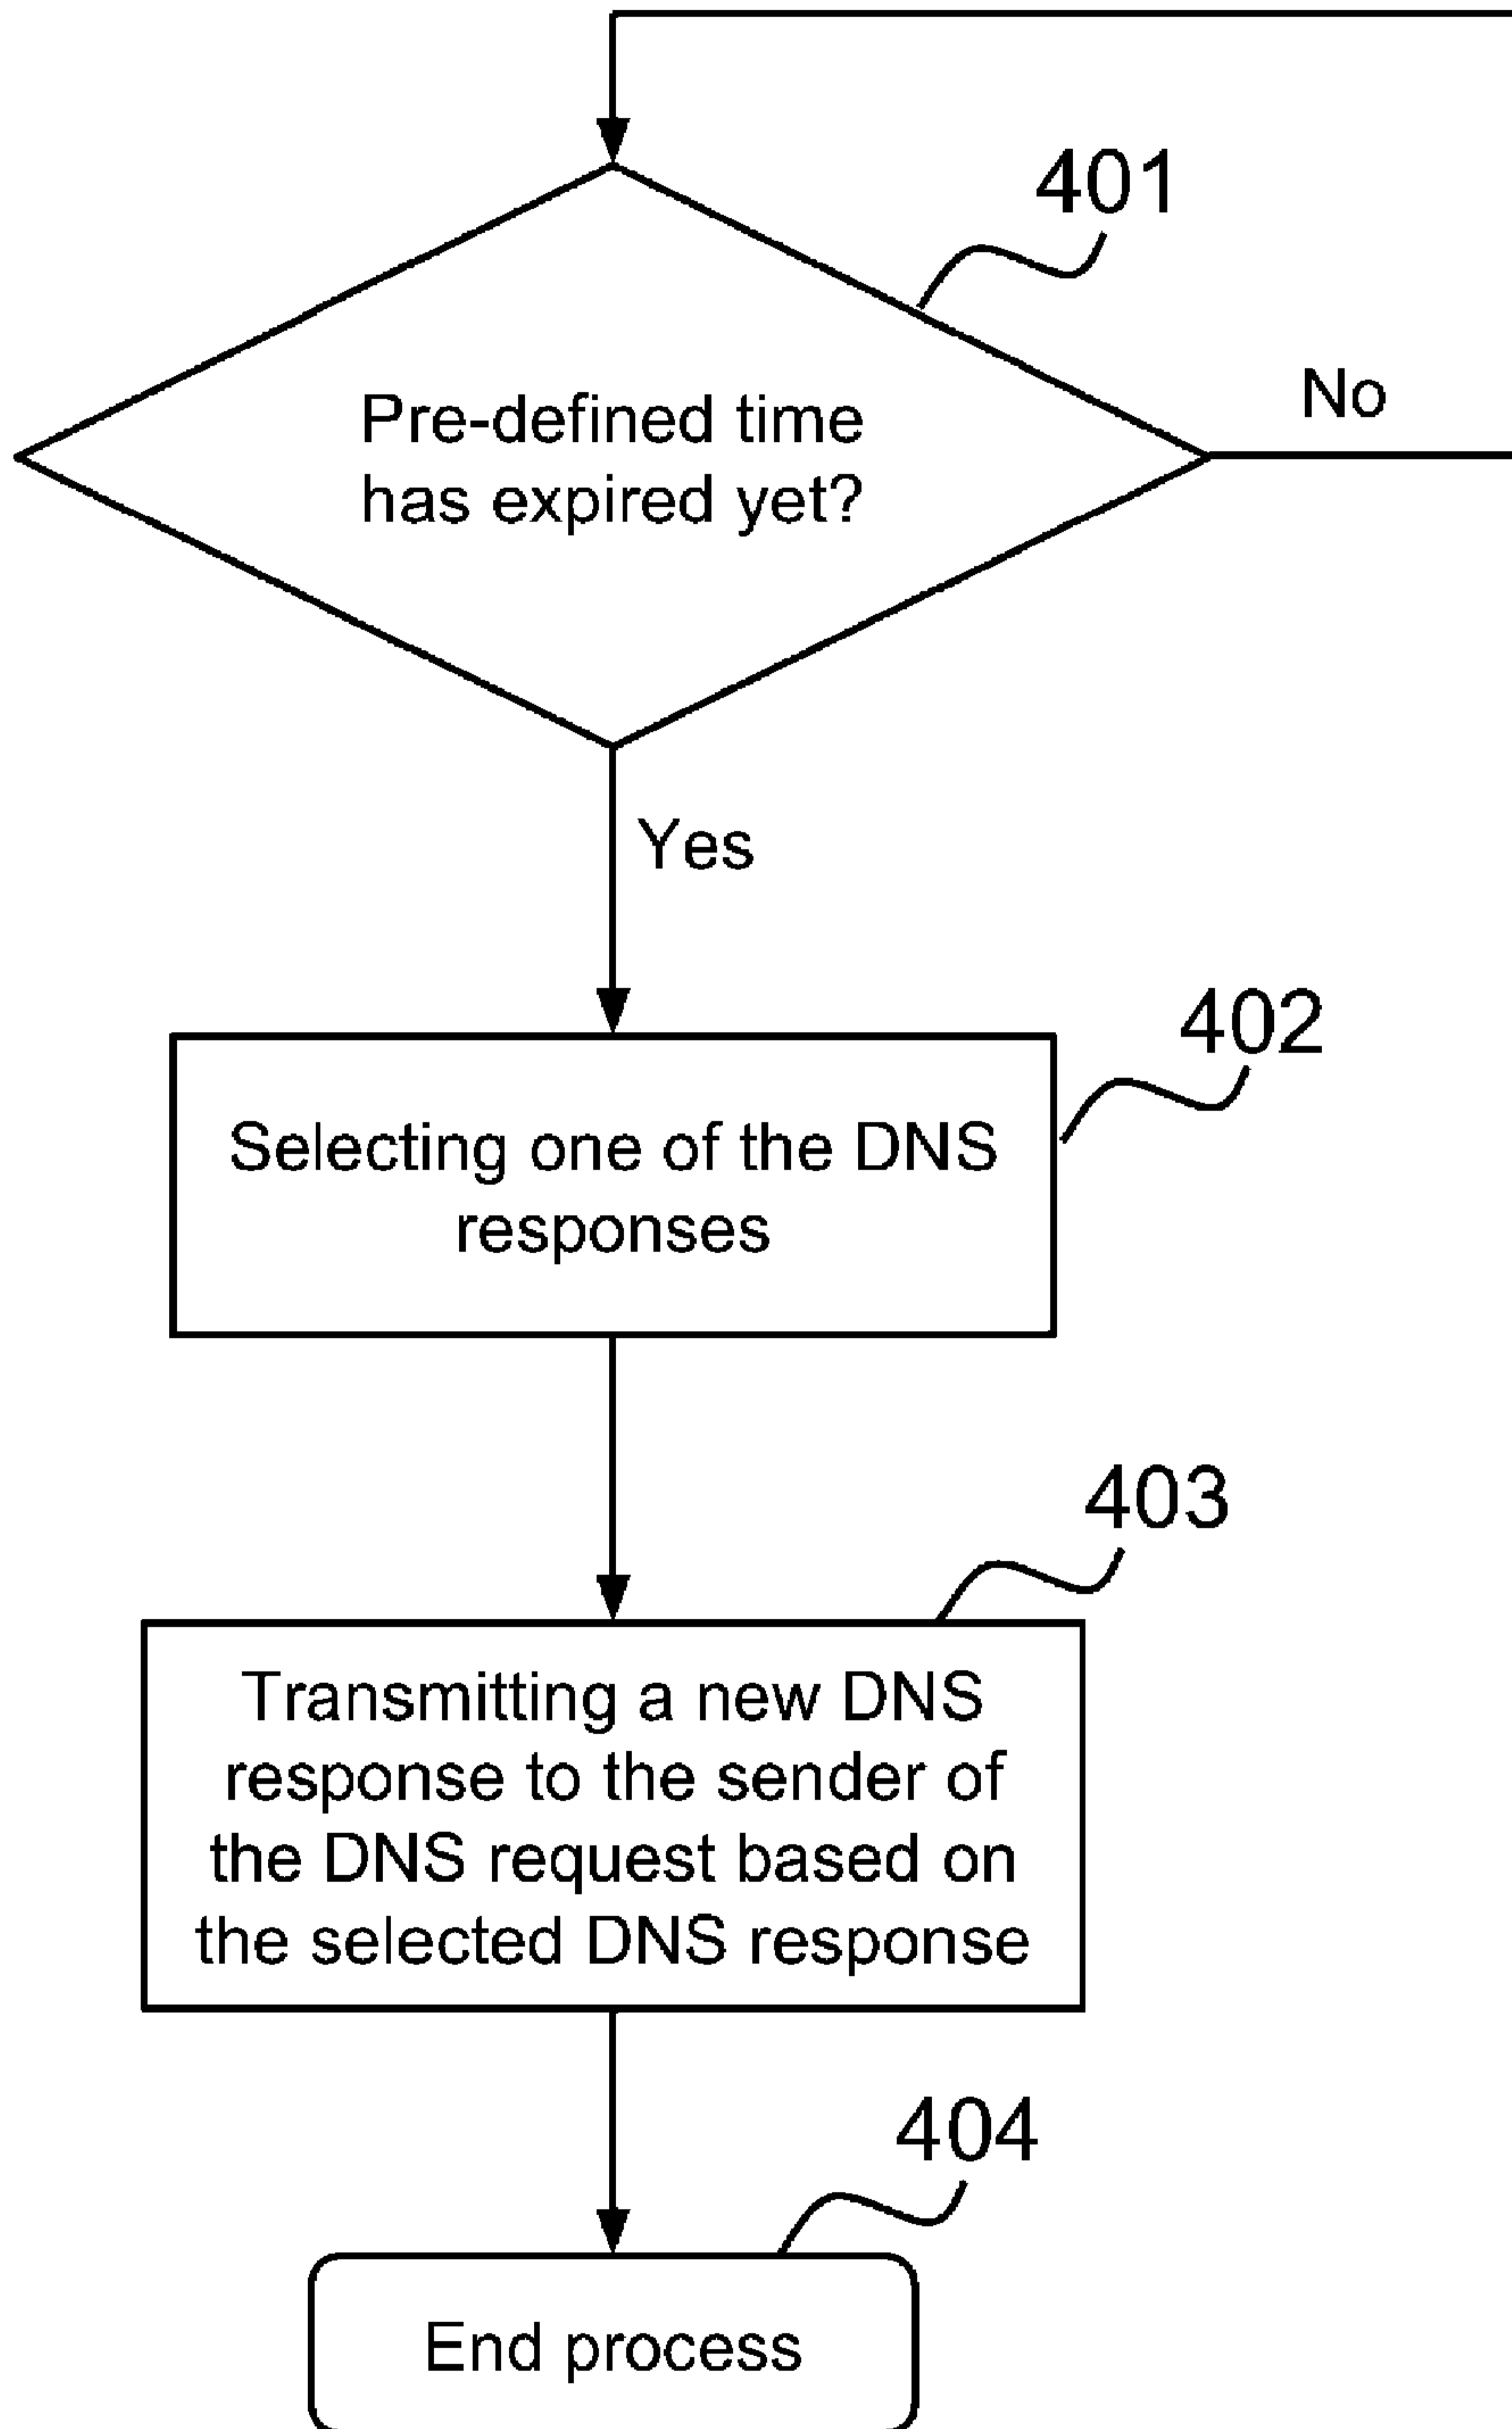 401
Pre-defined time
has expired yet?
No
Yes
402
Selecting one of the DNS
responses
403
Transmitting a new DNS
response to the sender of
the DNS request based on
the selected DNS response
404
End process